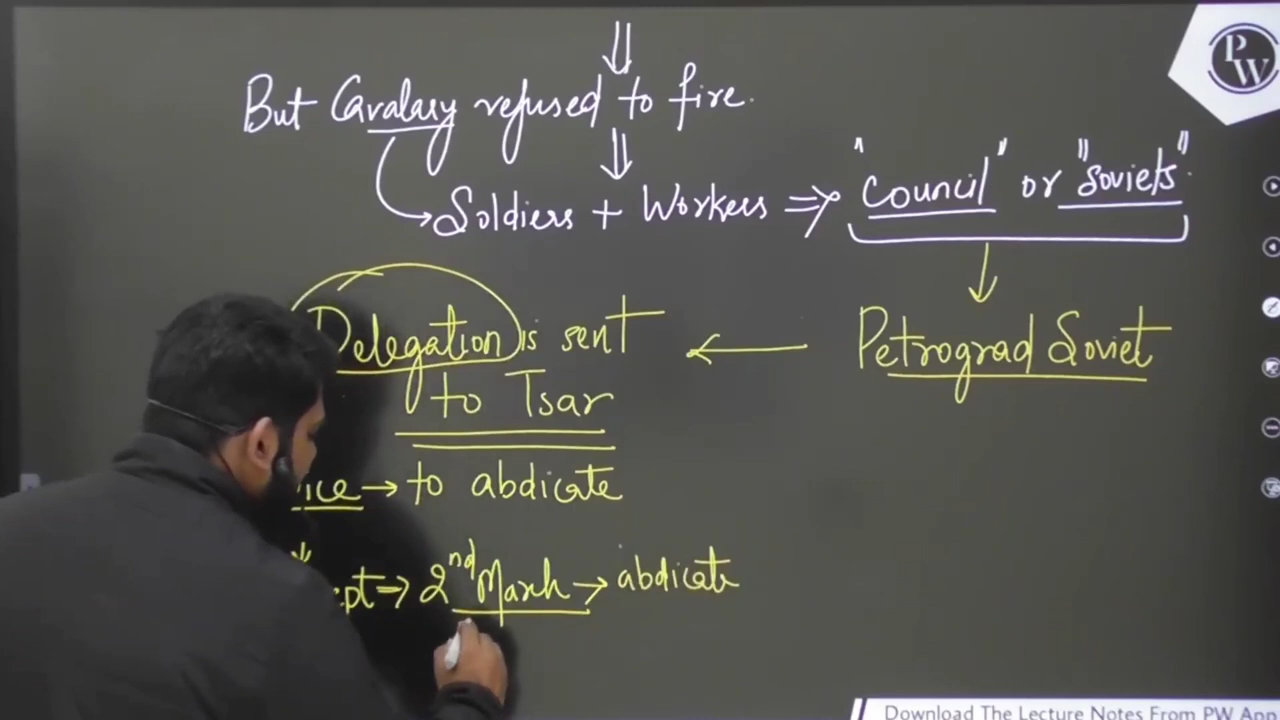 But Cavalary refused to fire.
Soldiers + Workers ⇒ "Council" or "Soviets"
Delegation is sent ← Petrograd Soviet
to Tsar
→ to abdicate
⇒ 2nd March → abdicate
PW
Download The Lecture Notes From PW App